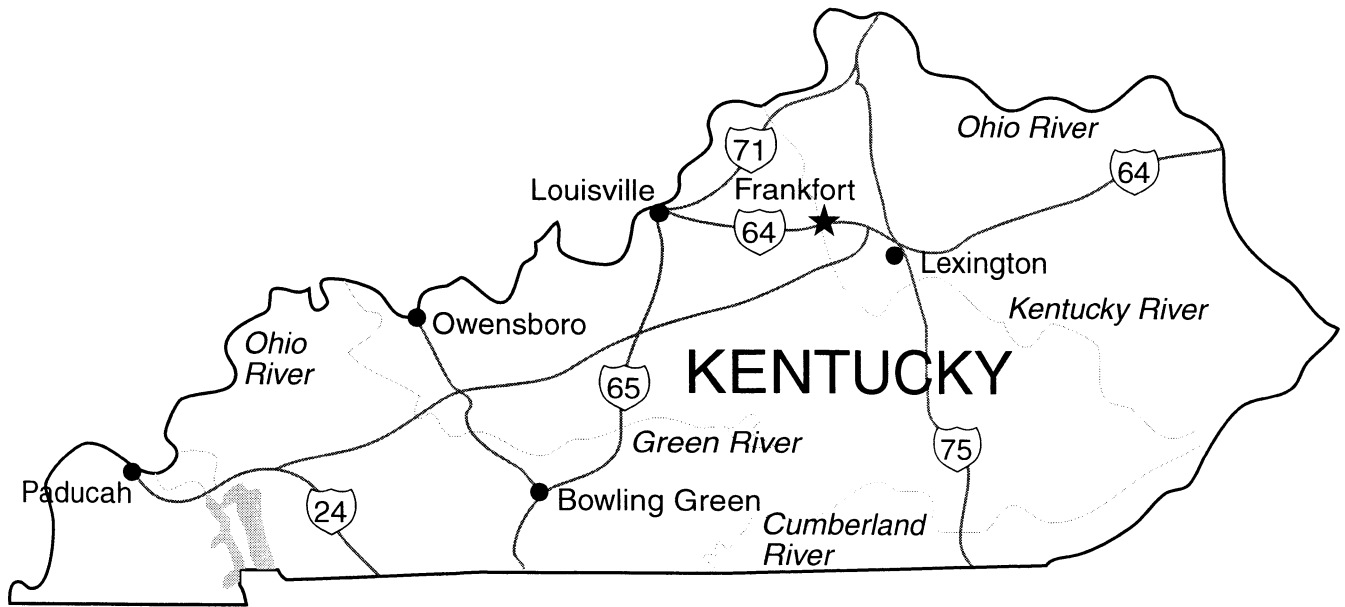 Ohio River
71
64
Louisville
Frankfort
64
Lexington
Kentucky River
Owensboro
Ohio
River
KENTUCKY
65
Green River
75
Paducah
24
Bowling Green
Cumberland
River